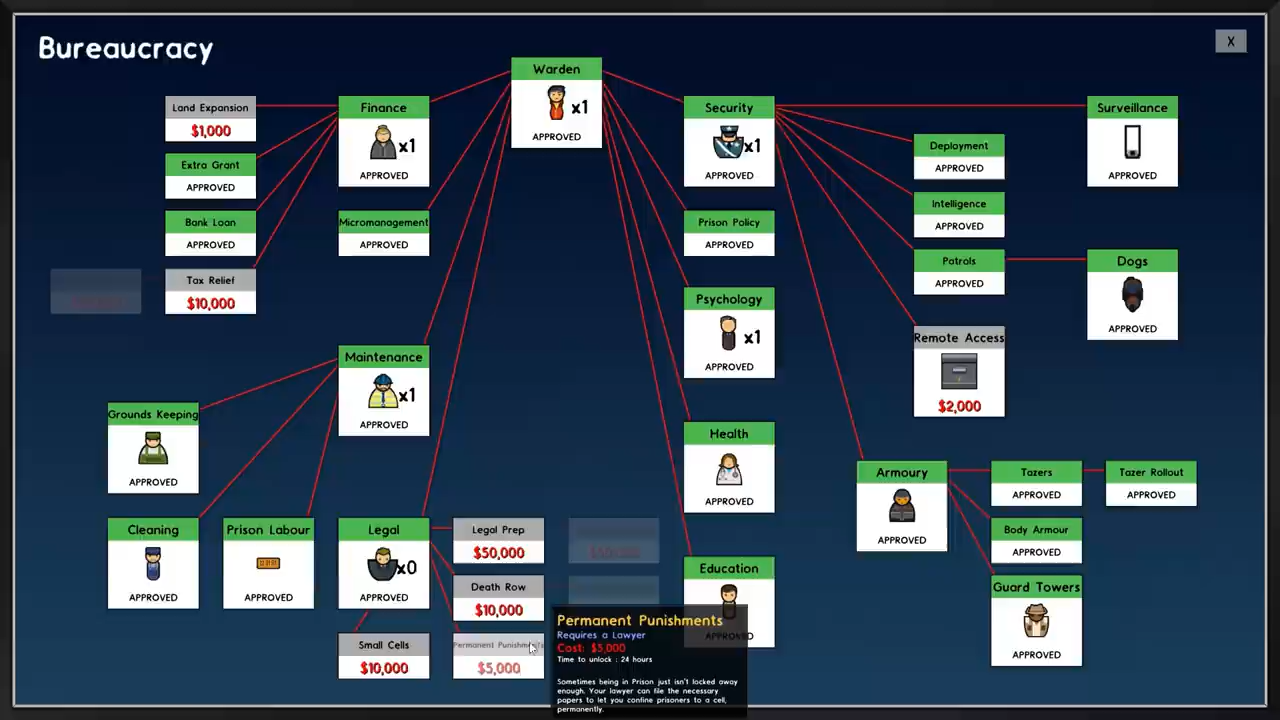 Bureaucracy
X
Warden
x1
APPROVED
Land Expansion
$1,000
Finance
x1
APPROVED
Security
x1
APPROVED
Surveillance
APPROVED
Extra Grant
APPROVED
Deployment
APPROVED
Bank Loan
APPROVED
Micromanagement
APPROVED
Prison Policy
APPROVED
Intelligence
APPROVED
Patrols
APPROVED
Dogs
APPROVED
Tax Relief
$10,000
Psychology
x1
APPROVED
Remote Access
$2,000
Maintenance
x1
APPROVED
Grounds Keeping
APPROVED
Health
APPROVED
Armoury
APPROVED
Tazers
APPROVED
Tazer Rollout
APPROVED
Cleaning
APPROVED
Prison Labour
APPROVED
Legal
x0
APPROVED
Legal Prep
$50,000
Body Armour
APPROVED
Death Row
$10,000
Education
APPROVED
Guard Towers
APPROVED
Small Cells
$10,000
Permanent Punishments
$5,000
Permanent Punishments
Requires a Lawyer
Cost: $5,000
Time to unlock : 24 hours
Sometimes being in Prison just isn't locked away
enough. Your lawyer can file the necessary
papers to let you confine prisoners to a cell,
permanently.